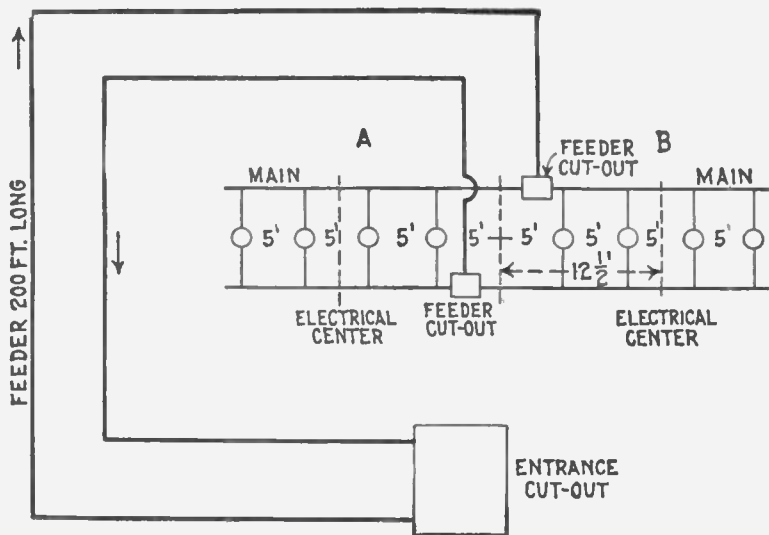 A
B
FEEDER
CUT-OUT
MAIN
MAIN
5' 5' 5' 5' 5' 5' 5' 5'
12 1/2'
ELECTRICAL
CENTER
FEEDER
CUT-OUT
ELECTRICAL
CENTER
FEEDER 200 FT. LONG
ENTRANCE
CUT-OUT